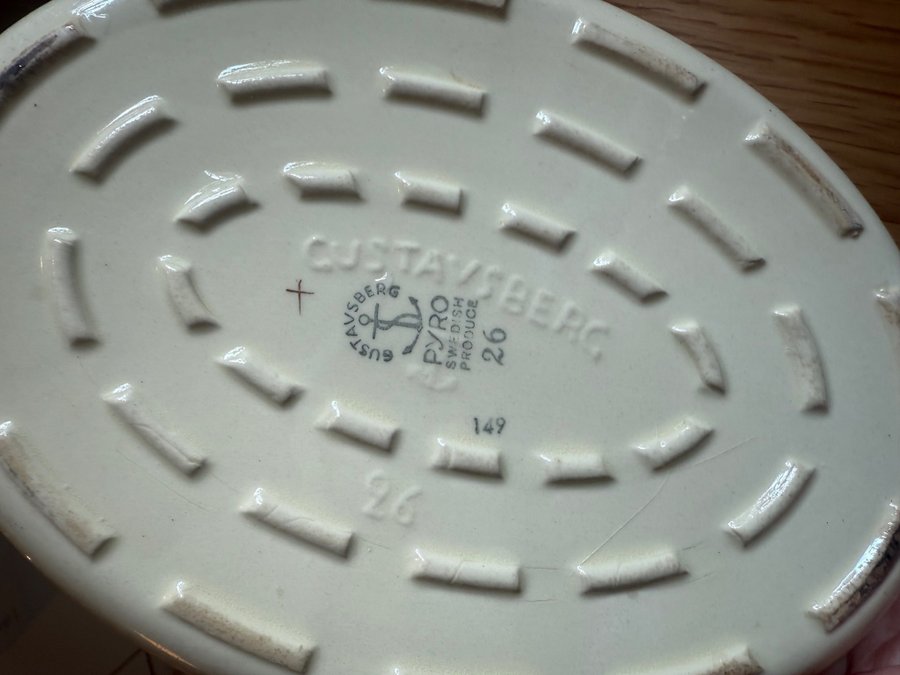 GUSTAVSBERG
GUSTAVSBERG
PYRO
SWEDISH
PRODUCE
26
149
26